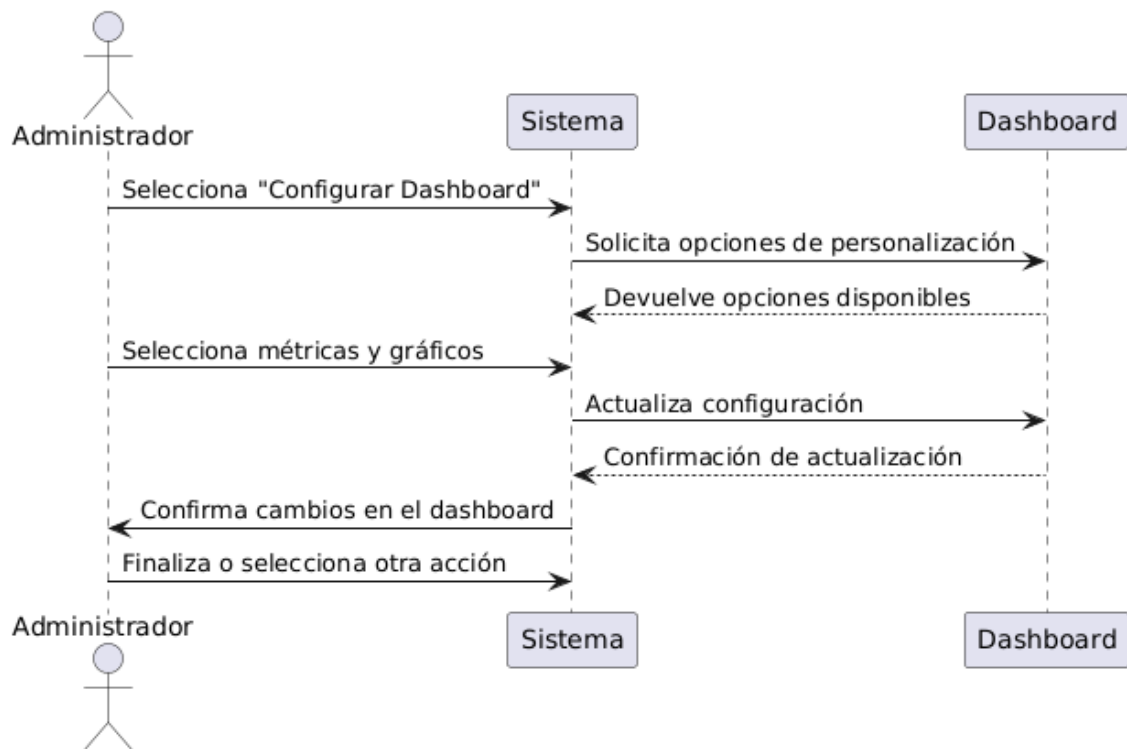 Administrador
Sistema
Dashboard
Selecciona "Configurar Dashboard"
Solicita opciones de personalización
Devuelve opciones disponibles
Selecciona métricas y gráficos
Actualiza configuración
Confirmación de actualización
Confirma cambios en el dashboard
Finaliza o selecciona otra acción
Administrador
Sistema
Dashboard